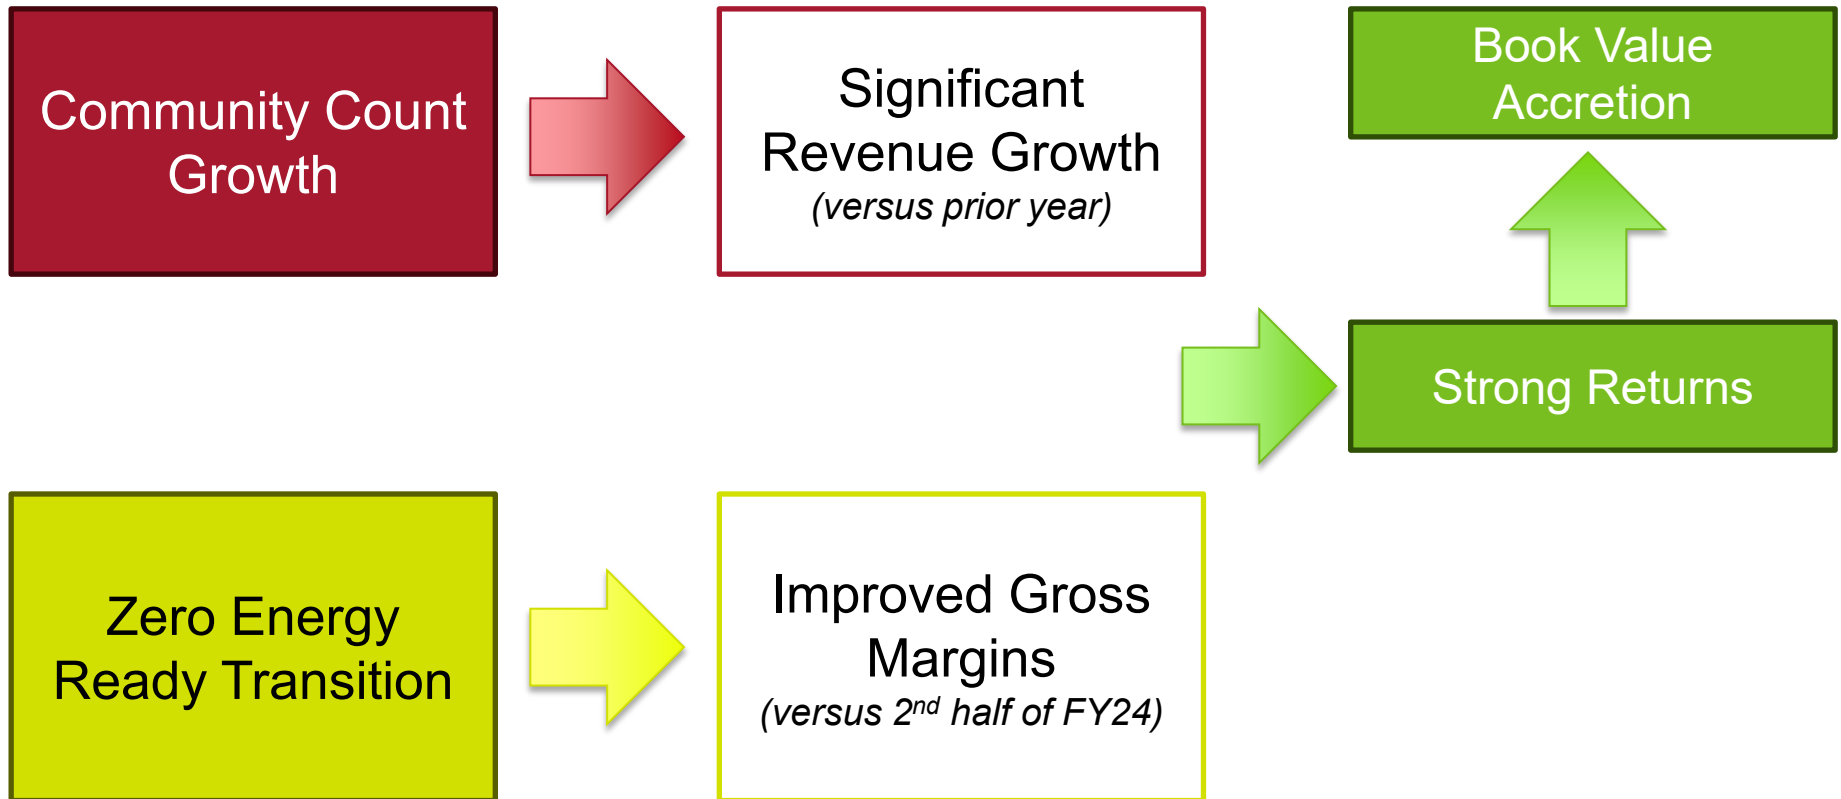 Community Count
Growth
Significant
Revenue Growth
(versus prior year)
Book Value
Accretion
Strong Returns
Zero Energy
Ready Transition
Improved Gross
Margins
(versus 2nd half of FY24)